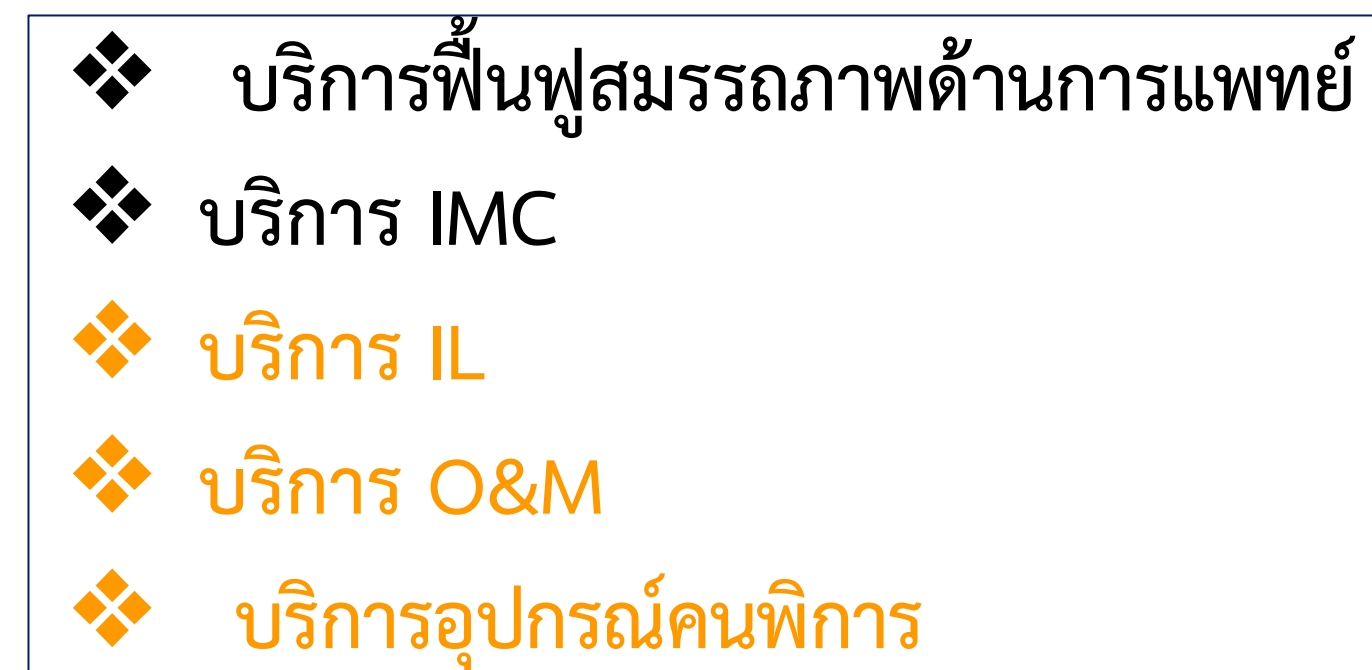 ❖ บริการฟื้นฟูสมรรถภาพด้านการแพทย์
❖ บริการ IMC
❖ บริการ IL
❖ บริการ O&M
❖ บริการอุปกรณ์คนพิการ